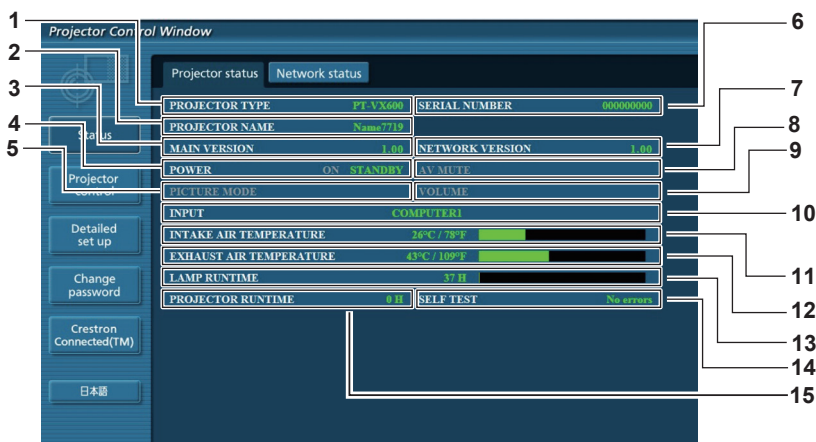 Projector Control Window
Projector status Network status
PROJECTOR TYPE PT-VX600 SERIAL NUMBER 000000000
PROJECTOR NAME Name7719
MAIN VERSION 1.00 NETWORK VERSION 1.00
POWER ON STANDBY AV MUTE
PICTURE MODE VOLUME
INPUT COMPUTER1
INTAKE AIR TEMPERATURE 26°C / 78°F
EXHAUST AIR TEMPERATURE 43°C / 109°F
LAMP RUNTIME 37 H
PROJECTOR RUNTIME 0 H SELF TEST No errors
Status
Projector
control
Detailed
set up
Change
password
Crestron
Connected(TM)
日本語
1
2
3
4
5
6
7
8
9
10
11
12
13
14
15